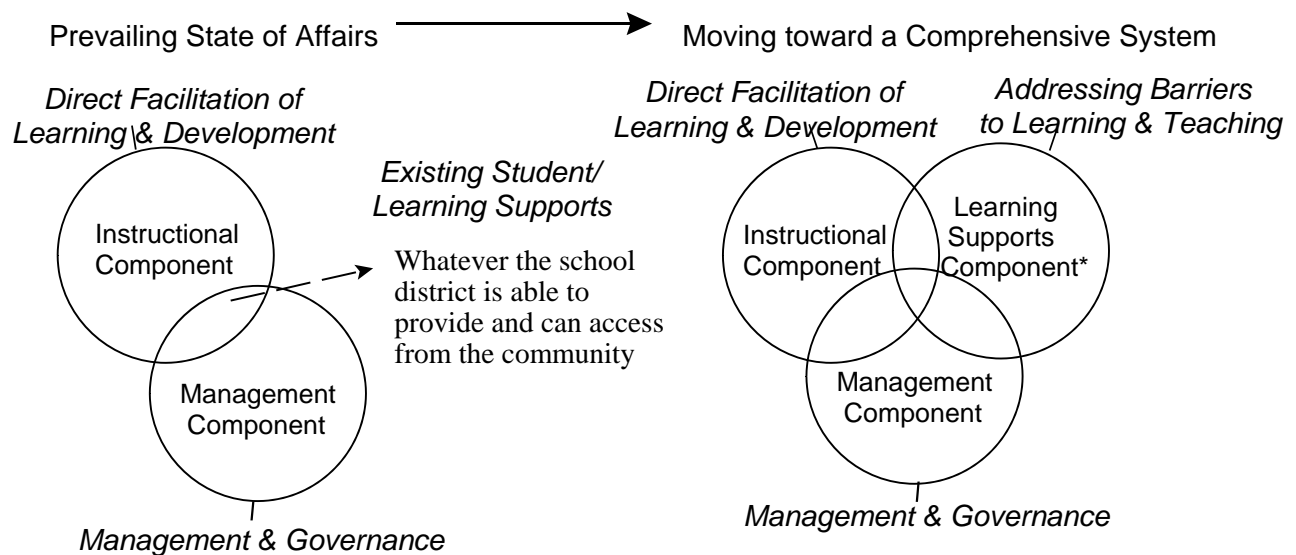 Prevailing State of Affairs
Moving toward a Comprehensive System
Direct Facilitation of
Learning & Development
Existing Student/
Learning Supports
Whatever the school
district is able to
provide and can access
from the community
Instructional
Component
Management
Component
Management & Governance
Direct Facilitation of
Learning & Development
Addressing Barriers
to Learning & Teaching
Instructional
Component
Learning
Supports
Component*
Management
Component
Management & Governance